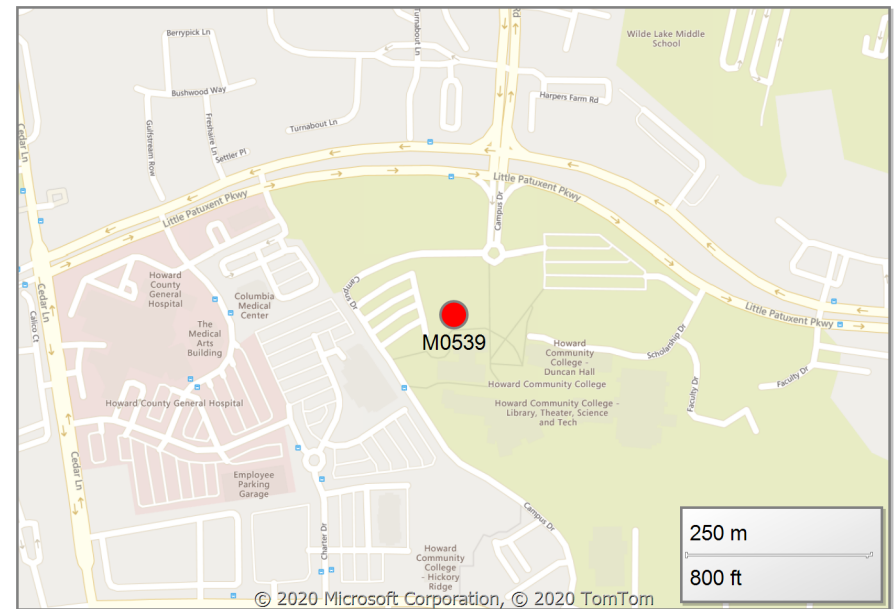 Berrypick Ln
Turnabout Ln
Rd
Wilde Lake Middle
School
Bushwood Way
Harpers Farm Rd
Cedar Ln
Gulfstream Row
Freshaire Ln
Turnabout Ln
Settler Pl
Little Patuxent Pkwy
Little Patuxent Pkwy
Campus Dr
Howard
County
General
Hospital
Columbia
Medical
Center
Campus Dr
Cedar Ln
Calico Ct
The
Medical
Arts
Building
M0539
Little Patuxent Pkwy
Scholarship Dr
Howard
Community
College -
Duncan Hall
Howard Community College
Faculty Dr
Faculty Dr
Howard County General Hospital
Howard Community College -
Library, Theater, Science
and Tech
Cedar Ln
Employee
Parking
Garage
Campus Dr
Charter Dr
Howard
Community
College
- Hickory
Ridge
250 m
800 ft
© 2020 Microsoft Corporation, © 2020 TomTom